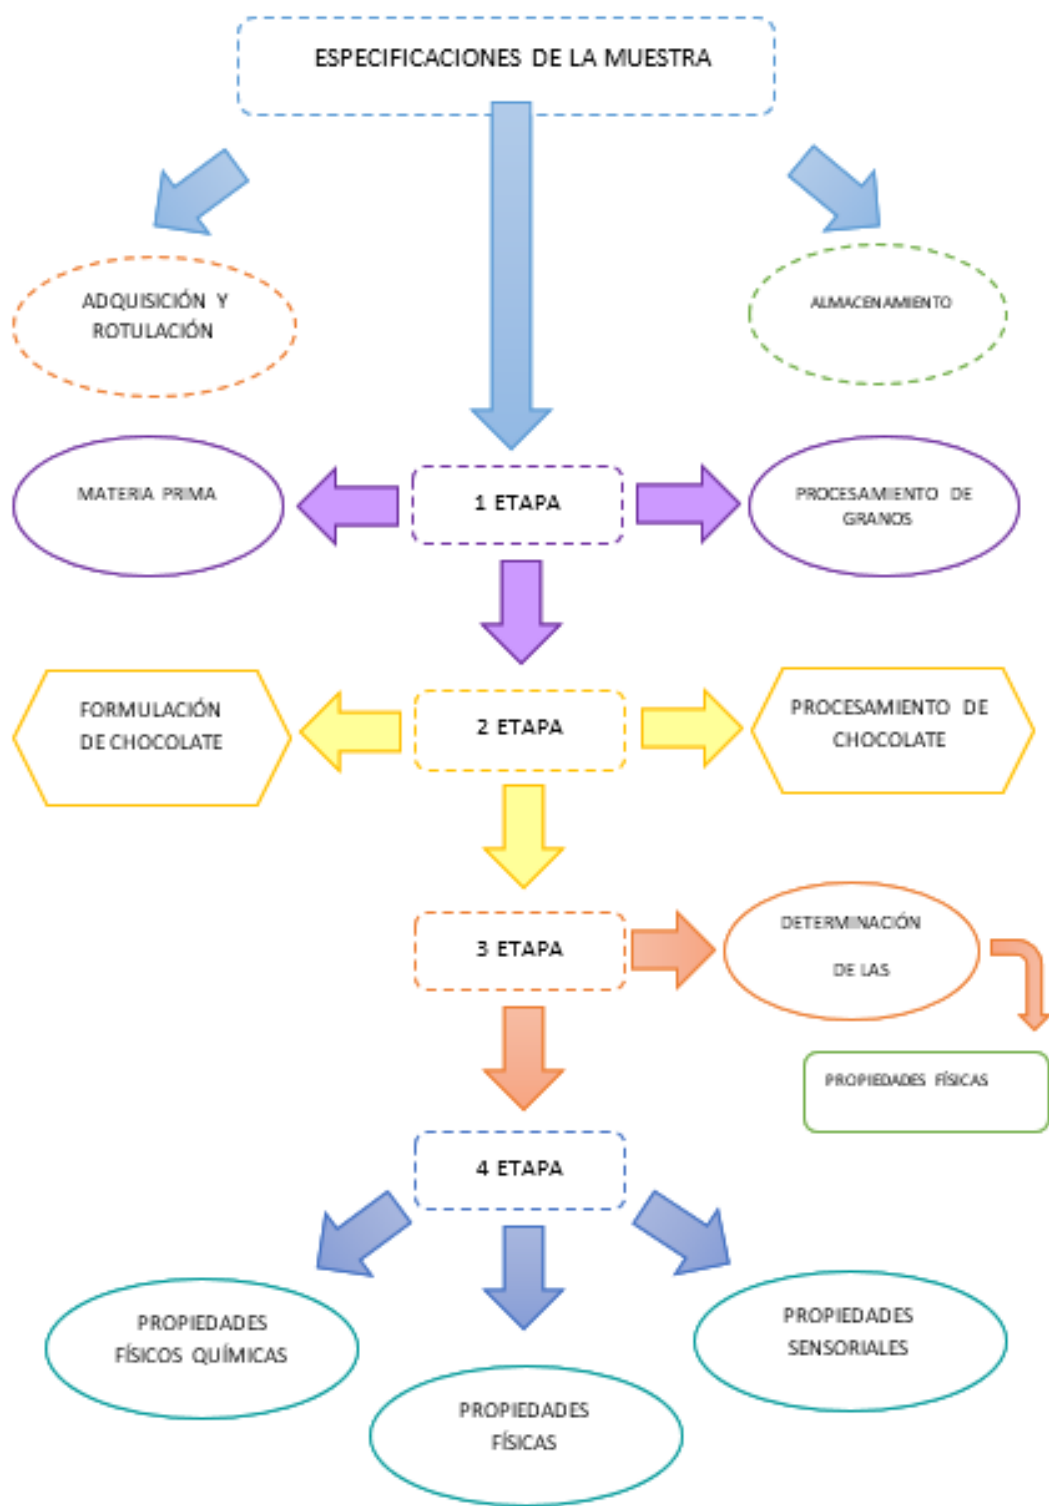 ESPECIFICACIONES DE LA MUESTRA
ADQUISICIÓN Y
ROTULACIÓN
ALMACENAMIENTO
MATERIA PRIMA
1 ETAPA
PROCESAMIENTO DE
GRANOS
FORMULACIÓN
DE CHOCOLATE
2 ETAPA
PROCESAMIENTO DE
CHOCOLATE
3 ETAPA
DETERMINACIÓN
DE LAS
PROPIEDADES FÍSICAS
4 ETAPA
PROPIEDADES
FÍSICOS QUÍMICAS
PROPIEDADES
FÍSICAS
PROPIEDADES
SENSORIALES